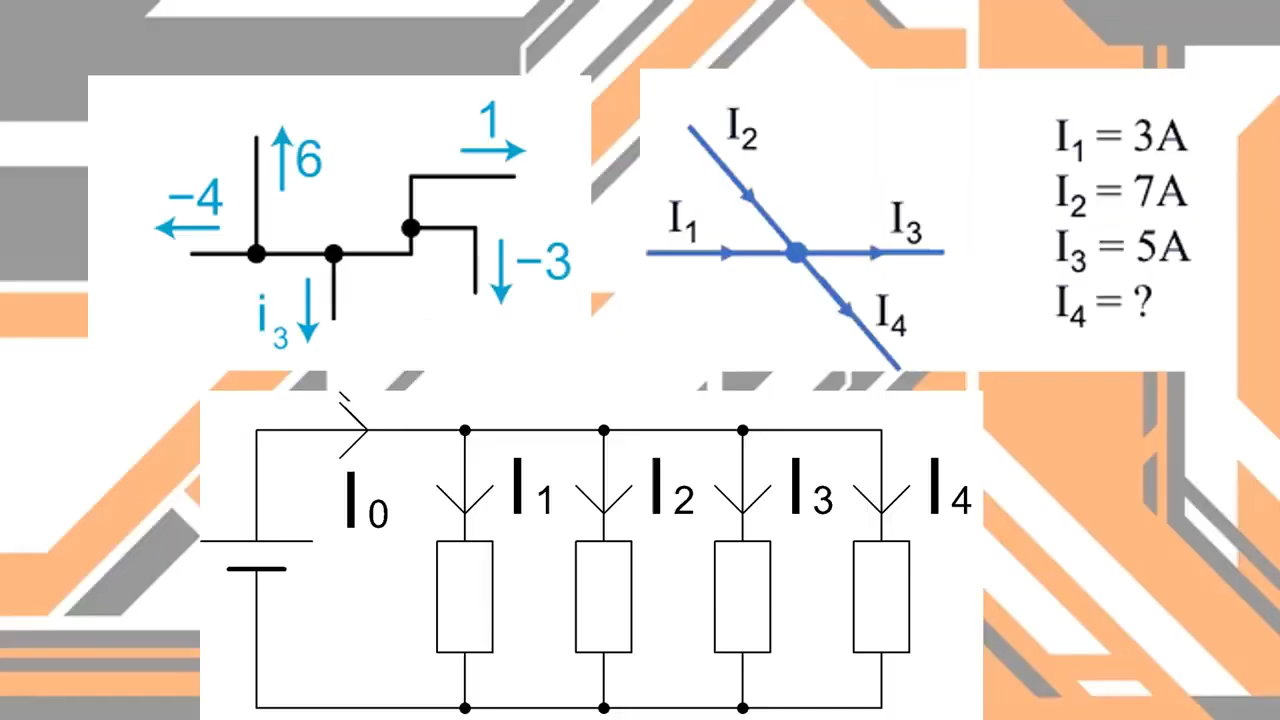 1
6
−4
−3
i₃
I₂
I₁
I₃
I₄
I₁ = 3A
I₂ = 7A
I₃ = 5A
I₄ = ?
I₀
I₁
I₂
I₃
I₄